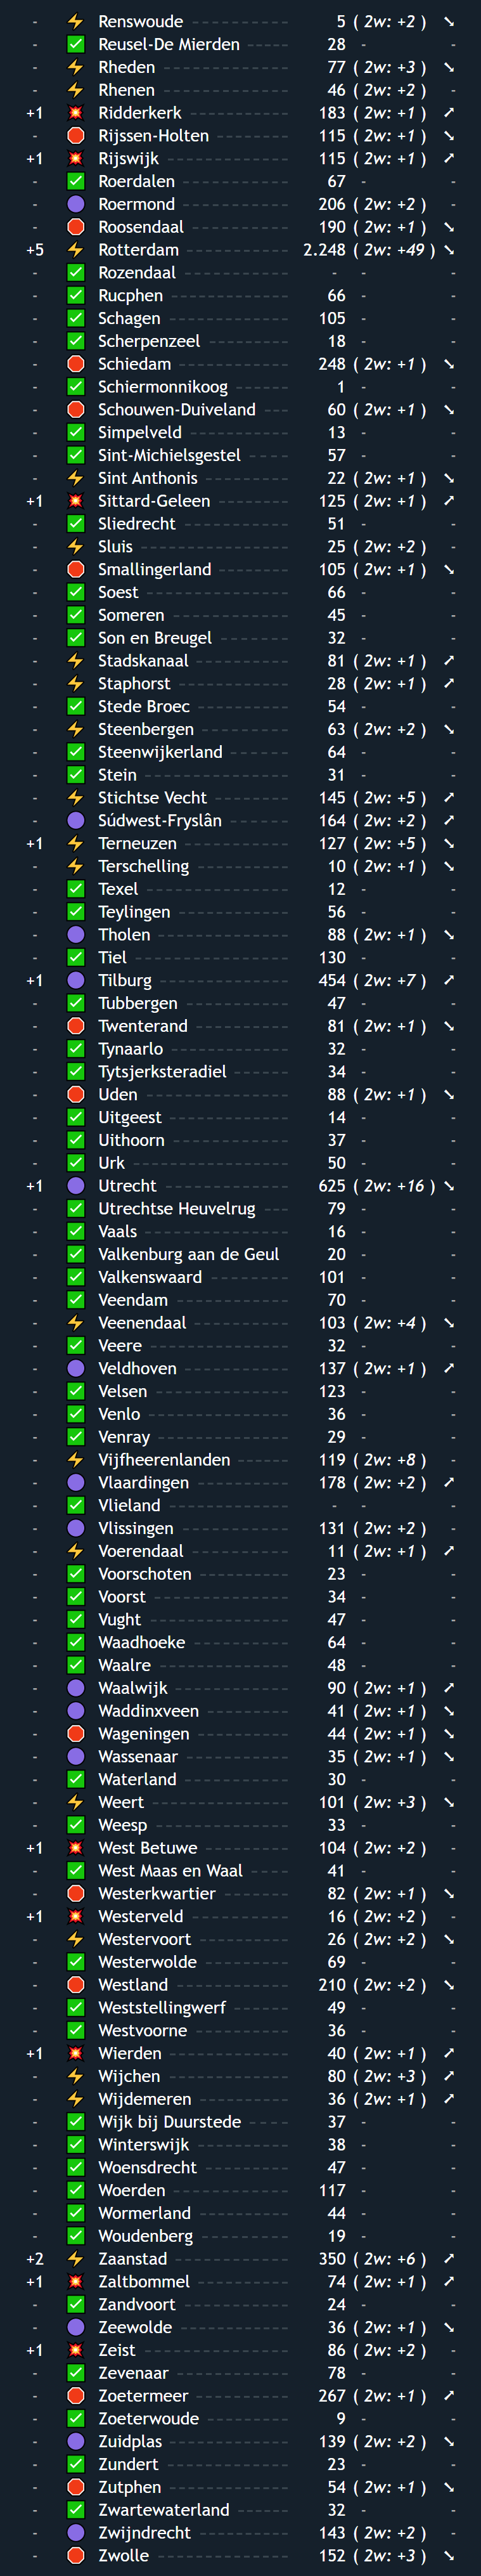 - ⚡ Renswoude ------------- 5 ( 2w: +2 ) ➘
- ✅ Reusel-De Mierden ------ 28 - -
- ⚡ Rheden ---------------- 77 ( 2w: +3 ) ➘
- ⚡ Rhenen ---------------- 46 ( 2w: +2 ) -
+1 💥 Ridderkerk ------------ 183 ( 2w: +1 ) ➚
- 🛑 Rijssen-Holten --------- 115 ( 2w: +1 ) ➘
+1 💥 Rijswijk --------------- 115 ( 2w: +1 ) ➚
- ✅ Roerdalen ------------- 67 - -
- 🟣 Roermond -------------- 206 ( 2w: +2 ) -
- 🛑 Roosendaal ------------ 190 ( 2w: +1 ) ➘
+5 ⚡ Rotterdam ------------ 2.248 ( 2w: +49 ) ➘
- ✅ Rozendaal ------------- - - -
- ✅ Rucphen -------------- 66 - -
- ✅ Schagen -------------- 105 - -
- ✅ Scherpenzeel ---------- 18 - -
- 🛑 Schiedam ------------- 248 ( 2w: +1 ) ➘
- ✅ Schiermonnikoog ------- 1 - -
- 🛑 Schouwen-Duiveland ---- 60 ( 2w: +1 ) ➘
- ✅ Simpelveld ------------ 13 - -
- ✅ Sint-Michielsgestel ----- 57 - -
- ⚡ Sint Anthonis ---------- 22 ( 2w: +1 ) ➘
+1 💥 Sittard-Geleen --------- 125 ( 2w: +1 ) ➚
- ✅ Sliedrecht ------------- 51 - -
- ⚡ Sluis ------------------ 25 ( 2w: +2 ) -
- 🛑 Smallingerland --------- 105 ( 2w: +1 ) ➘
- ✅ Soest ----------------- 66 - -
- ✅ Someren -------------- 45 - -
- ✅ Son en Breugel --------- 32 - -
- ⚡ Stadskanaal ----------- 81 ( 2w: +1 ) ➚
- ⚡ Staphorst ------------- 28 ( 2w: +1 ) ➚
- ✅ Stede Broec ----------- 54 - -
- ⚡ Steenbergen ----------- 63 ( 2w: +2 ) ➘
- ✅ Steenwijkerland -------- 64 - -
- ✅ Stein ----------------- 31 - -
- ⚡ Stichtse Vecht --------- 145 ( 2w: +5 ) ➚
- 🟣 Súdwest-Fryslân -------- 164 ( 2w: +2 ) ➚
+1 ⚡ Terneuzen ------------ 127 ( 2w: +5 ) ➘
- ⚡ Terschelling ----------- 10 ( 2w: +1 ) ➘
- ✅ Texel ----------------- 12 - -
- ✅ Teylingen ------------- 56 - -
- 🟣 Tholen ---------------- 88 ( 2w: +1 ) ➘
- ✅ Tiel ------------------ 130 - -
+1 🟣 Tilburg --------------- 454 ( 2w: +7 ) ➚
- ✅ Tubbergen ------------ 47 - -
- 🛑 Twenterand ------------ 81 ( 2w: +1 ) ➘
- ✅ Tynaarlo -------------- 32 - -
- ✅ Tytsjerksteradiel ------- 34 - -
- 🛑 Uden ----------------- 88 ( 2w: +1 ) ➘
- ✅ Uitgeest -------------- 14 - -
- ✅ Uithoorn -------------- 37 - -
- ✅ Urk ------------------- 50 - -
+1 🟣 Utrecht --------------- 625 ( 2w: +16 ) ➘
- ✅ Utrechtse Heuvelrug ---- 79 - -
- ✅ Vaals ----------------- 16 - -
- ✅ Valkenburg aan de Geul 20 - -
- ✅ Valkenswaard ---------- 101 - -
- ✅ Veendam -------------- 70 - -
- ⚡ Veenendaal ------------ 103 ( 2w: +4 ) ➘
- ✅ Veere ----------------- 32 - -
- 🟣 Veldhoven ------------- 137 ( 2w: +1 ) ➚
- ✅ Velsen ---------------- 123 - -
- ✅ Venlo ----------------- 36 - -
- ✅ Venray ---------------- 29 - -
- ⚡ Vijfheerenlanden ------- 119 ( 2w: +8 ) -
- 🟣 Vlaardingen ------------ 178 ( 2w: +2 ) ➚
- ✅ Vlieland --------------- - - -
- 🟣 Vlissingen ------------- 131 ( 2w: +2 ) -
- ⚡ Voerendaal ------------ 11 ( 2w: +1 ) ➚
- ✅ Voorschoten ----------- 23 - -
- ✅ Voorst ---------------- 34 - -
- ✅ Vught ----------------- 47 - -
- ✅ Waadhoeke ------------ 64 - -
- ✅ Waalre ---------------- 48 - -
- 🟣 Waalwijk -------------- 90 ( 2w: +1 ) ➚
- 🟣 Waddinxveen ---------- 41 ( 2w: +1 ) ➘
- 🛑 Wageningen ----------- 44 ( 2w: +1 ) ➘
- 🟣 Wassenaar ------------ 35 ( 2w: +1 ) ➘
- ✅ Waterland ------------- 30 - -
- ⚡ Weert ---------------- 101 ( 2w: +3 ) ➘
- ✅ Weesp ---------------- 33 - -
+1 💥 West Betuwe ---------- 104 ( 2w: +2 ) -
- ✅ West Maas en Waal ----- 41 - -
- 🛑 Westerkwartier --------- 82 ( 2w: +1 ) ➘
+1 💥 Westerveld ------------ 16 ( 2w: +2 ) -
- ⚡ Westervoort ----------- 26 ( 2w: +2 ) ➘
- ✅ Westerwolde ---------- 69 - -
- 🛑 Westland ------------- 210 ( 2w: +2 ) ➘
- ✅ Weststellingwerf ------- 49 - -
- ✅ Westvoorne ----------- 36 - -
+1 💥 Wierden --------------- 40 ( 2w: +1 ) ➚
- ⚡ Wijchen --------------- 80 ( 2w: +3 ) ➚
- ⚡ Wijdemeren ----------- 36 ( 2w: +1 ) ➚
- ✅ Wijk bij Duurstede ---- 37 - -
- ✅ Winterswijk ------------ 38 - -
- ✅ Woensdrecht ---------- 47 - -
- ✅ Woerden -------------- 117 - -
- ✅ Wormerland ----------- 44 - -
- ✅ Woudenberg ---------- 19 - -
+2 ⚡ Zaanstad ------------- 350 ( 2w: +6 ) ➚
+1 💥 Zaltbommel ----------- 74 ( 2w: +1 ) ➚
- ✅ Zandvoort ------------ 24 - -
- 🟣 Zeewolde ------------- 36 ( 2w: +1 ) ➘
+1 💥 Zeist ----------------- 86 ( 2w: +2 ) -
- ✅ Zevenaar ------------- 78 - -
- 🛑 Zoetermeer ----------- 267 ( 2w: +1 ) ➚
- ✅ Zoeterwoude ---------- 9 - -
- 🟣 Zuidplas -------------- 139 ( 2w: +2 ) ➘
- ✅ Zundert --------------- 23 - -
- 🛑 Zutphen -------------- 54 ( 2w: +1 ) ➘
- ✅ Zwartewaterland ------- 32 - -
- 🟣 Zwijndrecht ----------- 143 ( 2w: +2 ) -
- 🛑 Zwolle ---------------- 152 ( 2w: +3 ) ➘